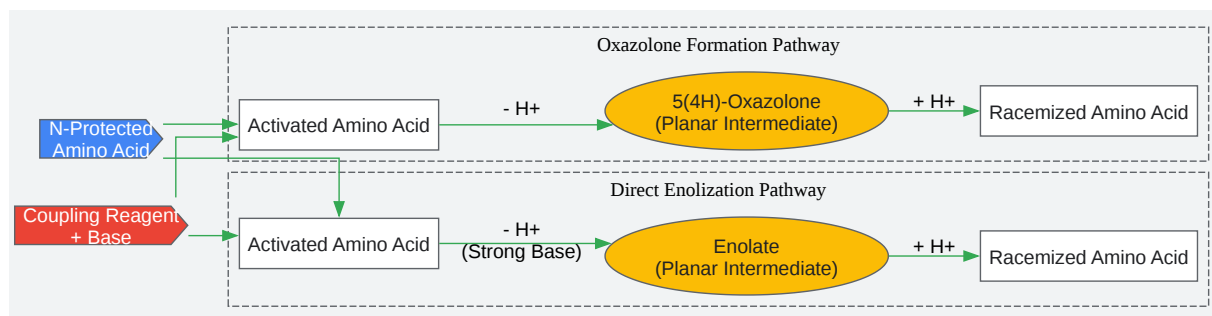 Oxazolone Formation Pathway
N-Protected
Amino Acid
Activated Amino Acid
- H+
5(4H)-Oxazolone
(Planar Intermediate)
+ H+
Racemized Amino Acid
Direct Enolization Pathway
Coupling Reagent
+ Base
Activated Amino Acid
- H+
(Strong Base)
Enolate
(Planar Intermediate)
+ H+
Racemized Amino Acid